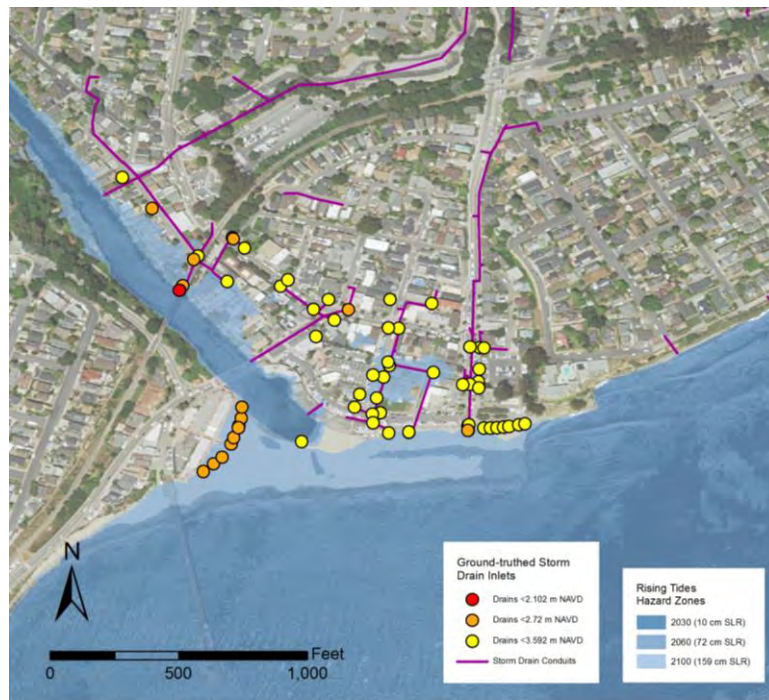 N
0
500
1,000
Feet
Ground-truthed Storm
Drain Inlets
Drains <2.102 m NAVD
Drains <2.72 m NAVD
Drains <3.592 m NAVD
Storm Drain Conduits
Rising Tides
Hazard Zones
2030 (10 cm SLR)
2060 (72 cm SLR)
2100 (159 cm SLR)